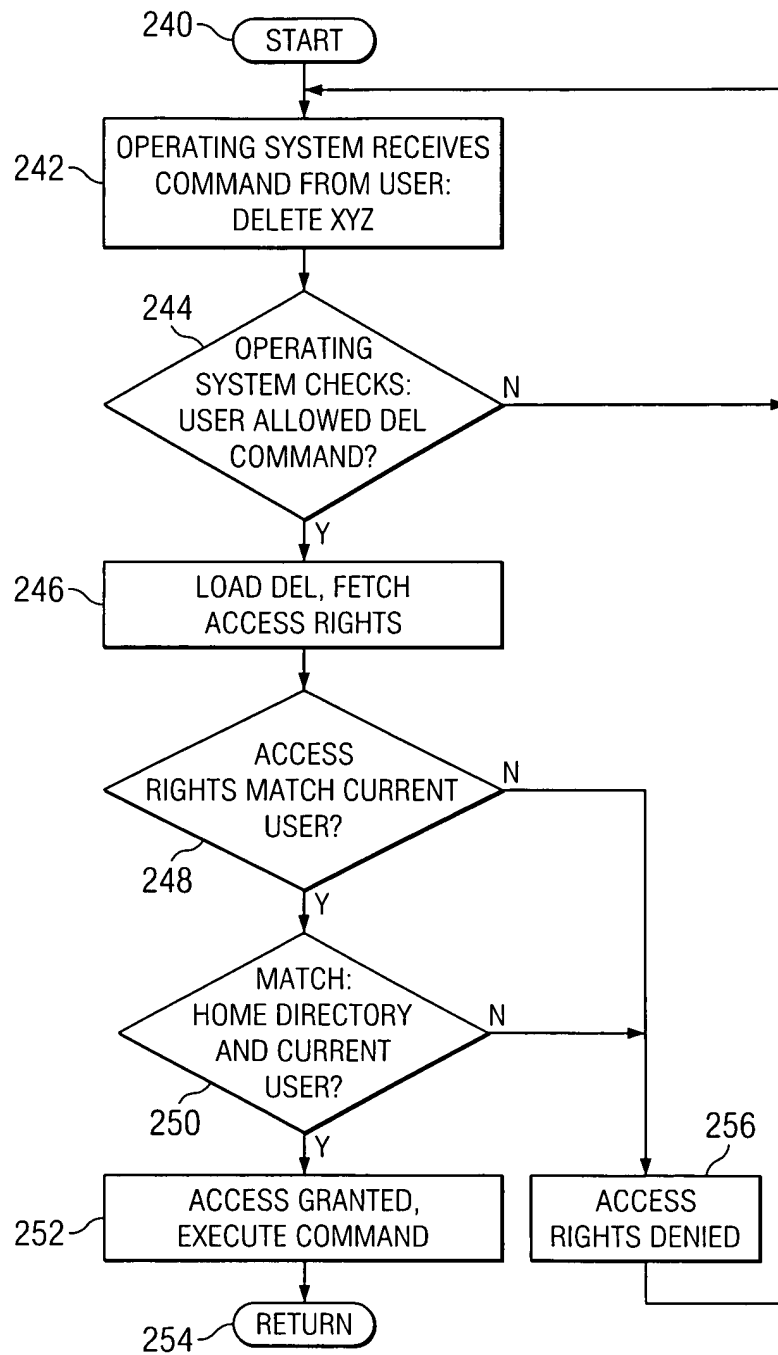 240
START
242
OPERATING SYSTEM RECEIVES
COMMAND FROM USER:
DELETE XYZ
244
OPERATING
SYSTEM CHECKS:
USER ALLOWED DEL
COMMAND?
N
Y
246
LOAD DEL, FETCH
ACCESS RIGHTS
ACCESS
RIGHTS MATCH CURRENT
USER?
N
248
Y
MATCH:
HOME DIRECTORY
AND CURRENT
USER?
N
250
Y
256
252
ACCESS GRANTED,
EXECUTE COMMAND
ACCESS
RIGHTS DENIED
254
RETURN